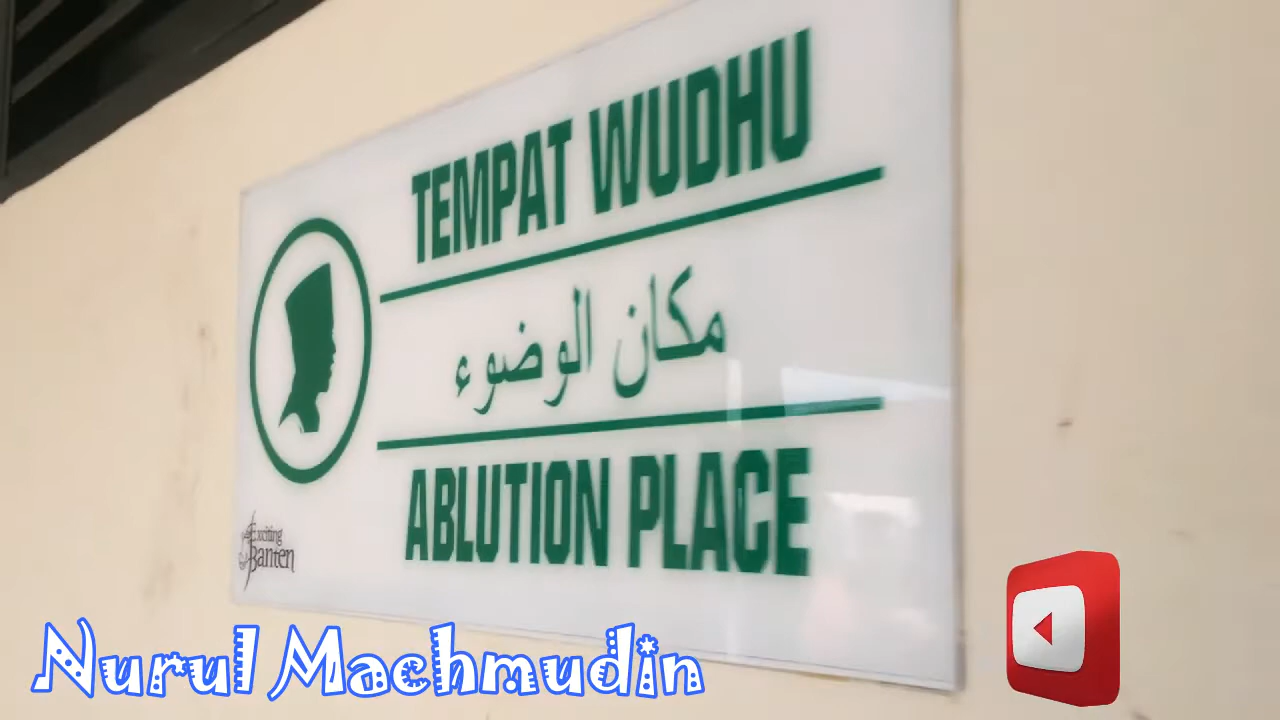 TEMPAT WUDHU
مكان الوضوء
ABLUTION PLACE
Exciting
Banten
Nurul Machmudin